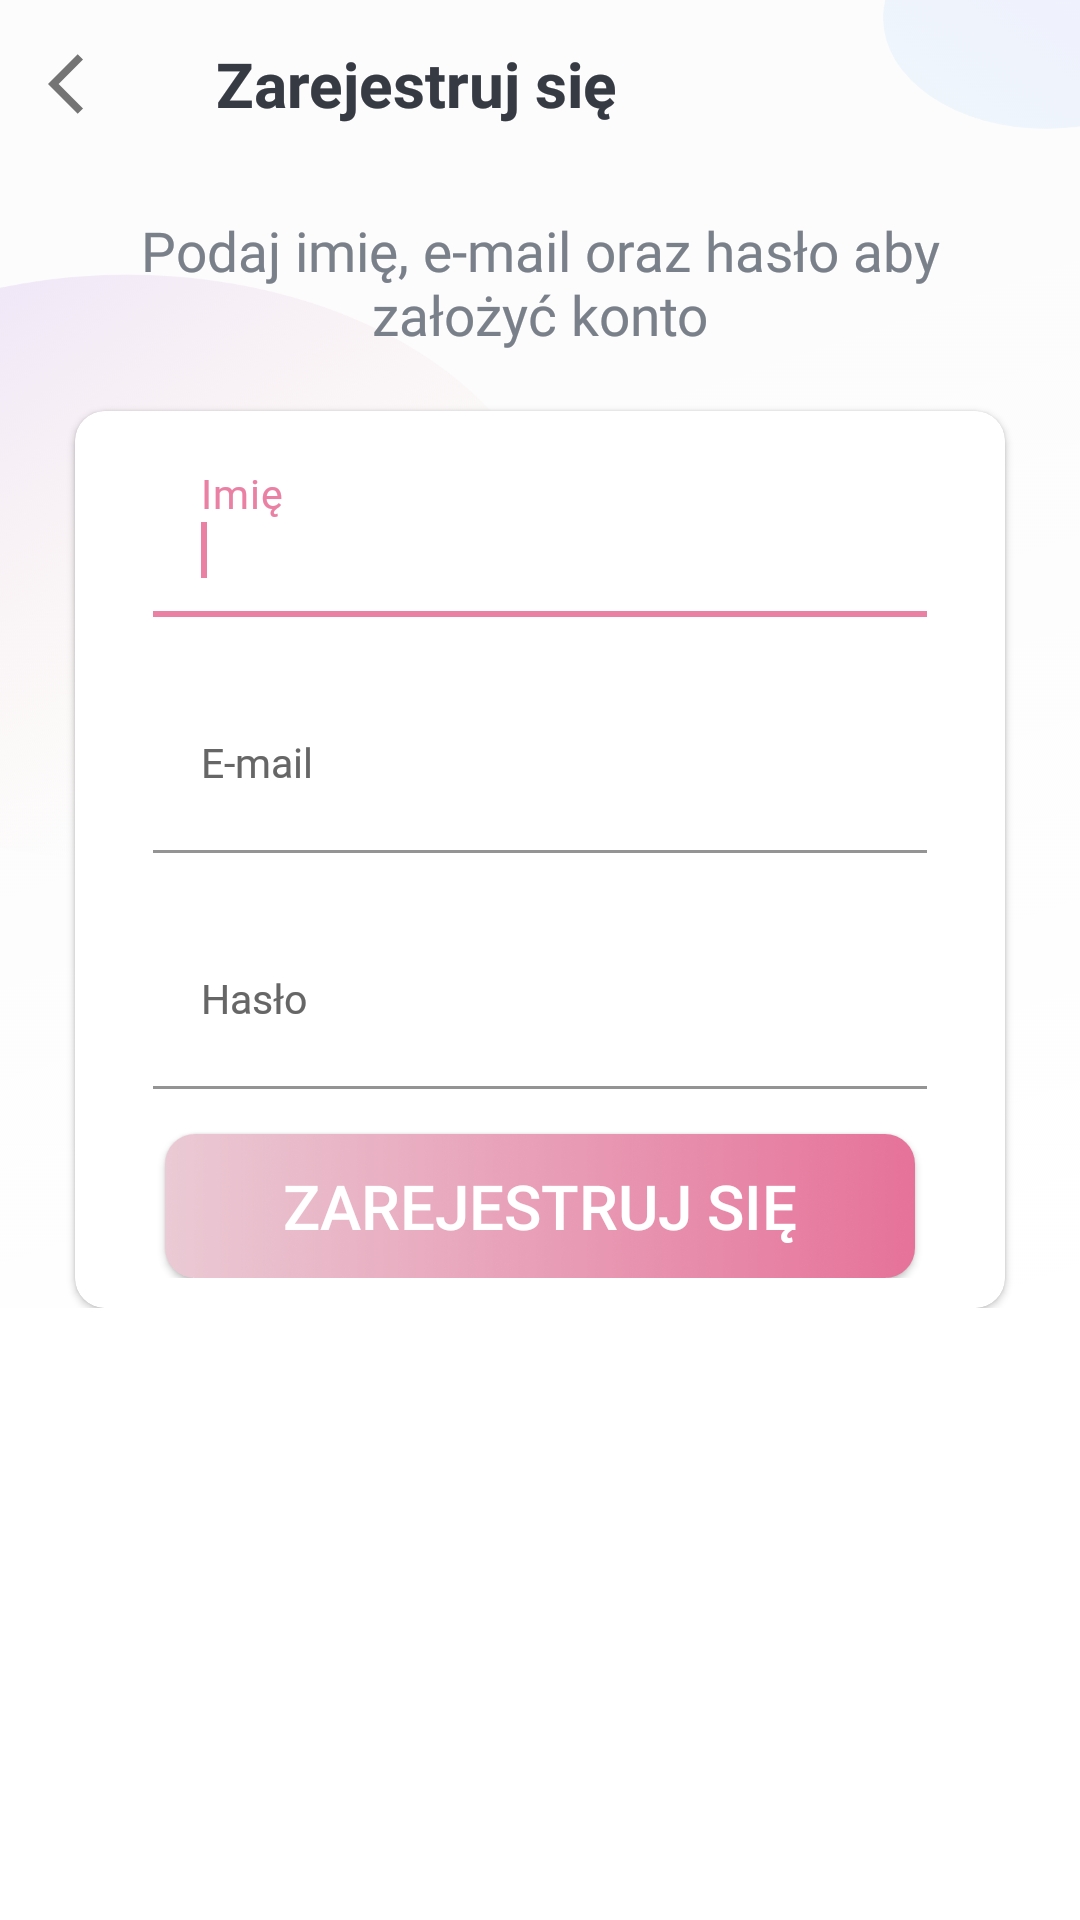 Zarejestruj się
Podaj imię, e-mail oraz hasło aby
założyć konto
Imię
E-mail
Hasło
ZAREJESTRUJ SIĘ